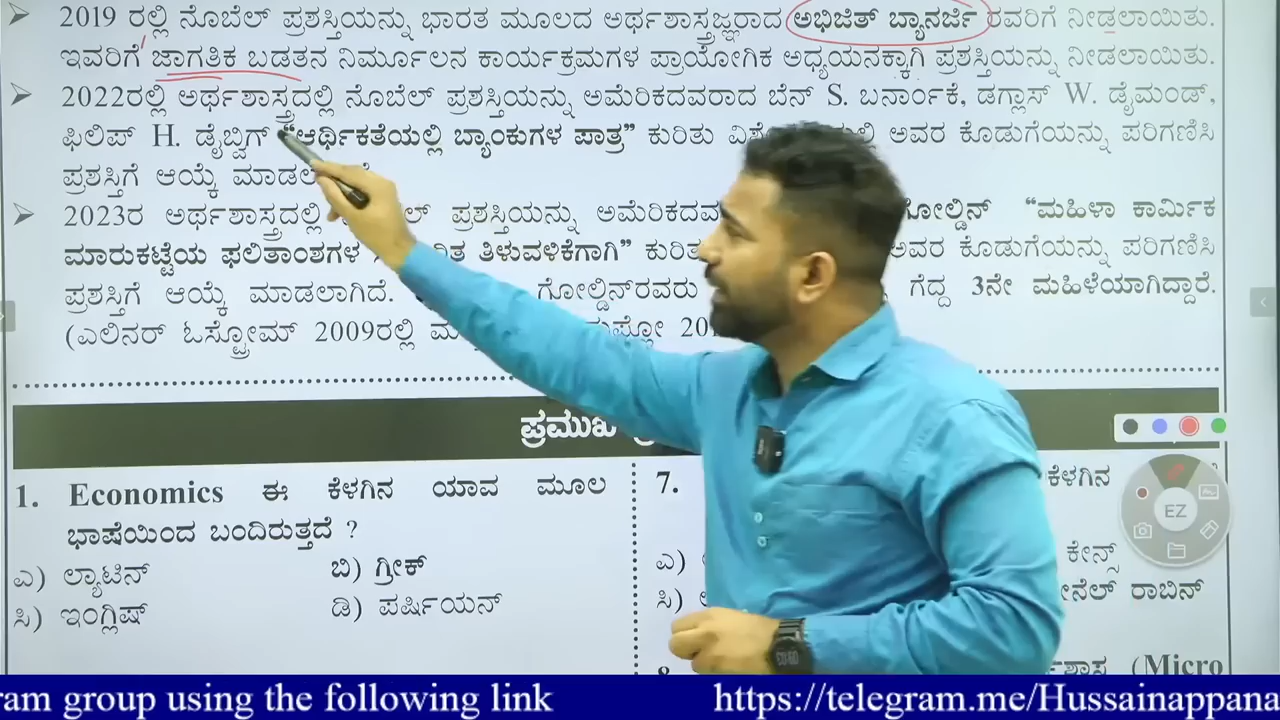 2019 ರಲ್ಲಿ ನೊಬೆಲ್ ಪ್ರಶಸ್ತಿಯನ್ನು ಭಾರತ ಮೂಲದ ಅರ್ಥಶಾಸ್ತ್ರಜ್ಞರಾದ ಅಭಿಜಿತ್ ಬ್ಯಾನರ್ಜಿ ರವರಿಗೆ ನೀಡಲಾಯಿತು.
ಇವರಿಗೆ ಜಾಗತಿಕ ಬಡತನ ನಿರ್ಮೂಲನ ಕಾರ್ಯಕ್ರಮಗಳ ಪ್ರಾಯೋಗಿಕ ಅಧ್ಯಯನಕ್ಕಾಗಿ ಪ್ರಶಸ್ತಿಯನ್ನು ನೀಡಲಾಯಿತು.
2022ರಲ್ಲಿ ಅರ್ಥಶಾಸ್ತ್ರದಲ್ಲಿ ನೊಬೆಲ್ ಪ್ರಶಸ್ತಿಯನ್ನು ಅಮೆರಿಕದವರಾದ ಬೆನ್ S. ಬರ್ನಾಂಕೆ, ಡಗ್ಲಾಸ್ W. ಡೈಮಂಡ್,
ಫಿಲಿಪ್ H. ಡೈಬ್ವಿಗ್ “ಆರ್ಥಿಕತೆಯಲ್ಲಿ ಬ್ಯಾಂಕುಗಳ ಪಾತ್ರ” ಕುರಿತು ಅವರ ಕೊಡುಗೆಯನ್ನು ಪರಿಗಣಿಸಿ
ಪ್ರಶಸ್ತಿಗೆ ಆಯ್ಕೆ
2023ರ ಅರ್ಥಶಾಸ್ತ್ರದಲ್ಲಿ ಪ್ರಶಸ್ತಿಯನ್ನು ಗೋಲ್ಡಿನ್ “ಮಹಿಳಾ ಕಾರ್ಮಿಕ
ಮಾರುಕಟ್ಟೆಯ ಫಲಿತಾಂಶಗಳ ತಿಳುವಳಿಕೆಗಾಗಿ” ಅವರ ಕೊಡುಗೆಯನ್ನು ಪರಿಗಣಿಸಿ
ಪ್ರಶಸ್ತಿಗೆ ಆಯ್ಕೆ ಮಾಡಲಾಗಿದೆ. ಗೋಲ್ಡಿನ್‌ರವರು ಗೆದ್ದ 3ನೇ ಮಹಿಳೆಯಾಗಿದ್ದಾರೆ.
(ಎಲಿನರ್ ಓಸ್ಟ್ರೋಮ್ 2009ರಲ್ಲಿ
ಪ್ರಮುಖ
1. Economics ಈ ಕೆಳಗಿನ ಯಾವ ಮೂಲ
ಭಾಷೆಯಿಂದ ಬಂದಿರುತ್ತದೆ ?
ಎ) ಲ್ಯಾಟಿನ್ ಬಿ) ಗ್ರೀಕ್
ಸಿ) ಇಂಗ್ಲಿಷ್ ಡಿ) ಪರ್ಷಿಯನ್
7. ಕೆಳಗಿನ
ಎ) ಕೇನ್ಸ್
ಸಿ) ರಾಬಿನ್
(Micro
EZ
ram group using the following link https://telegram.me/Hussainappana